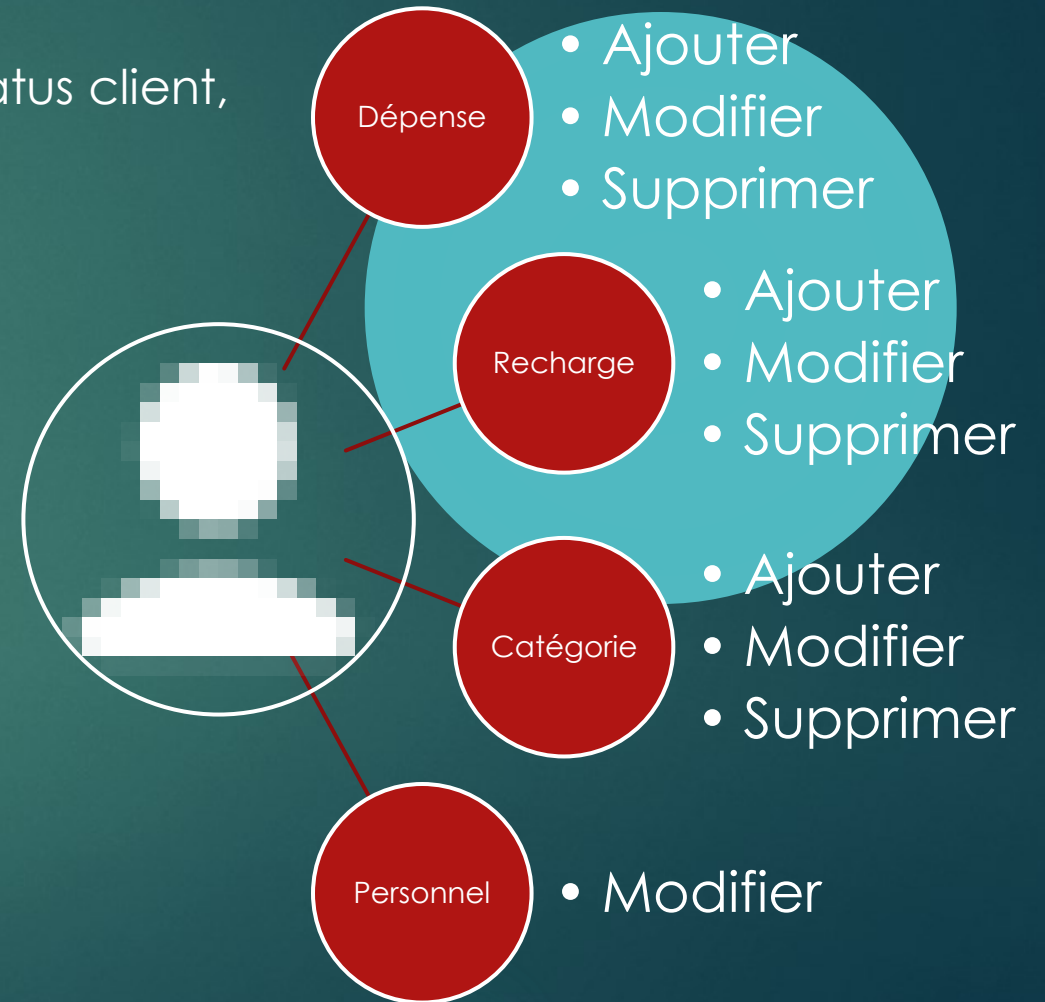 atus client,
Dépense
• Ajouter
• Modifier
• Supprimer
Recharge
• Ajouter
• Modifier
• Supprimer
Catégorie
• Ajouter
• Modifier
• Supprimer
Personnel
• Modifier